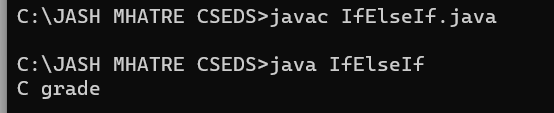 C:\JASH MHATRE CSEDS>javac IfElseIf.java
C:\JASH MHATRE CSEDS>java IfElseIf
C grade